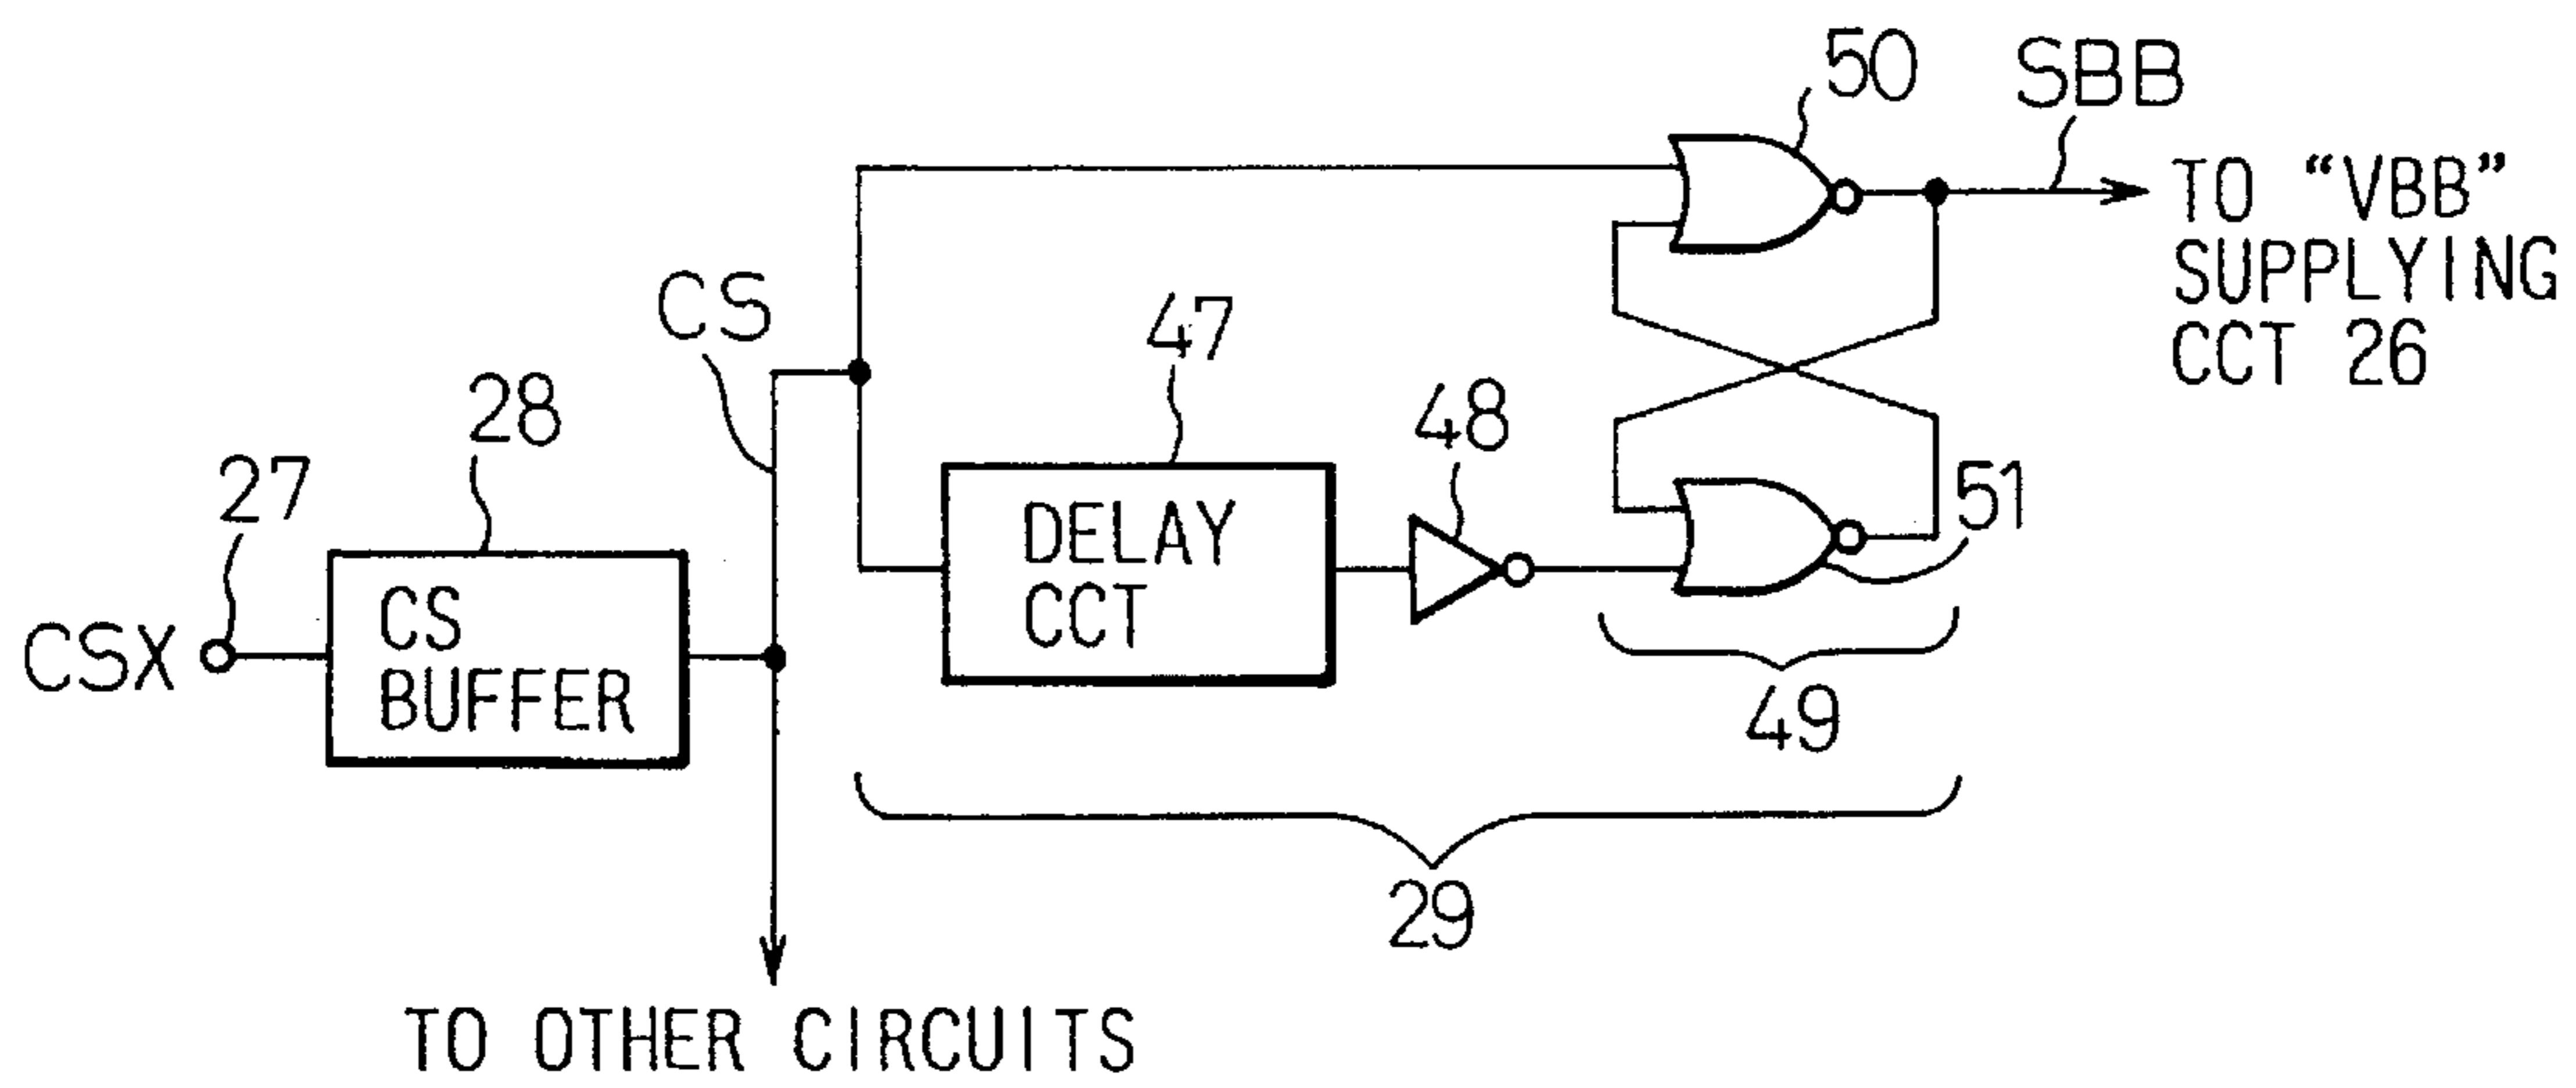 50
SBB
TO “VBB”
SUPPLYING
CCT 26
CS
47
28
48
27
51
DELAY
CCT
CSX
CS
BUFFER
49
29
TO OTHER CIRCUITS